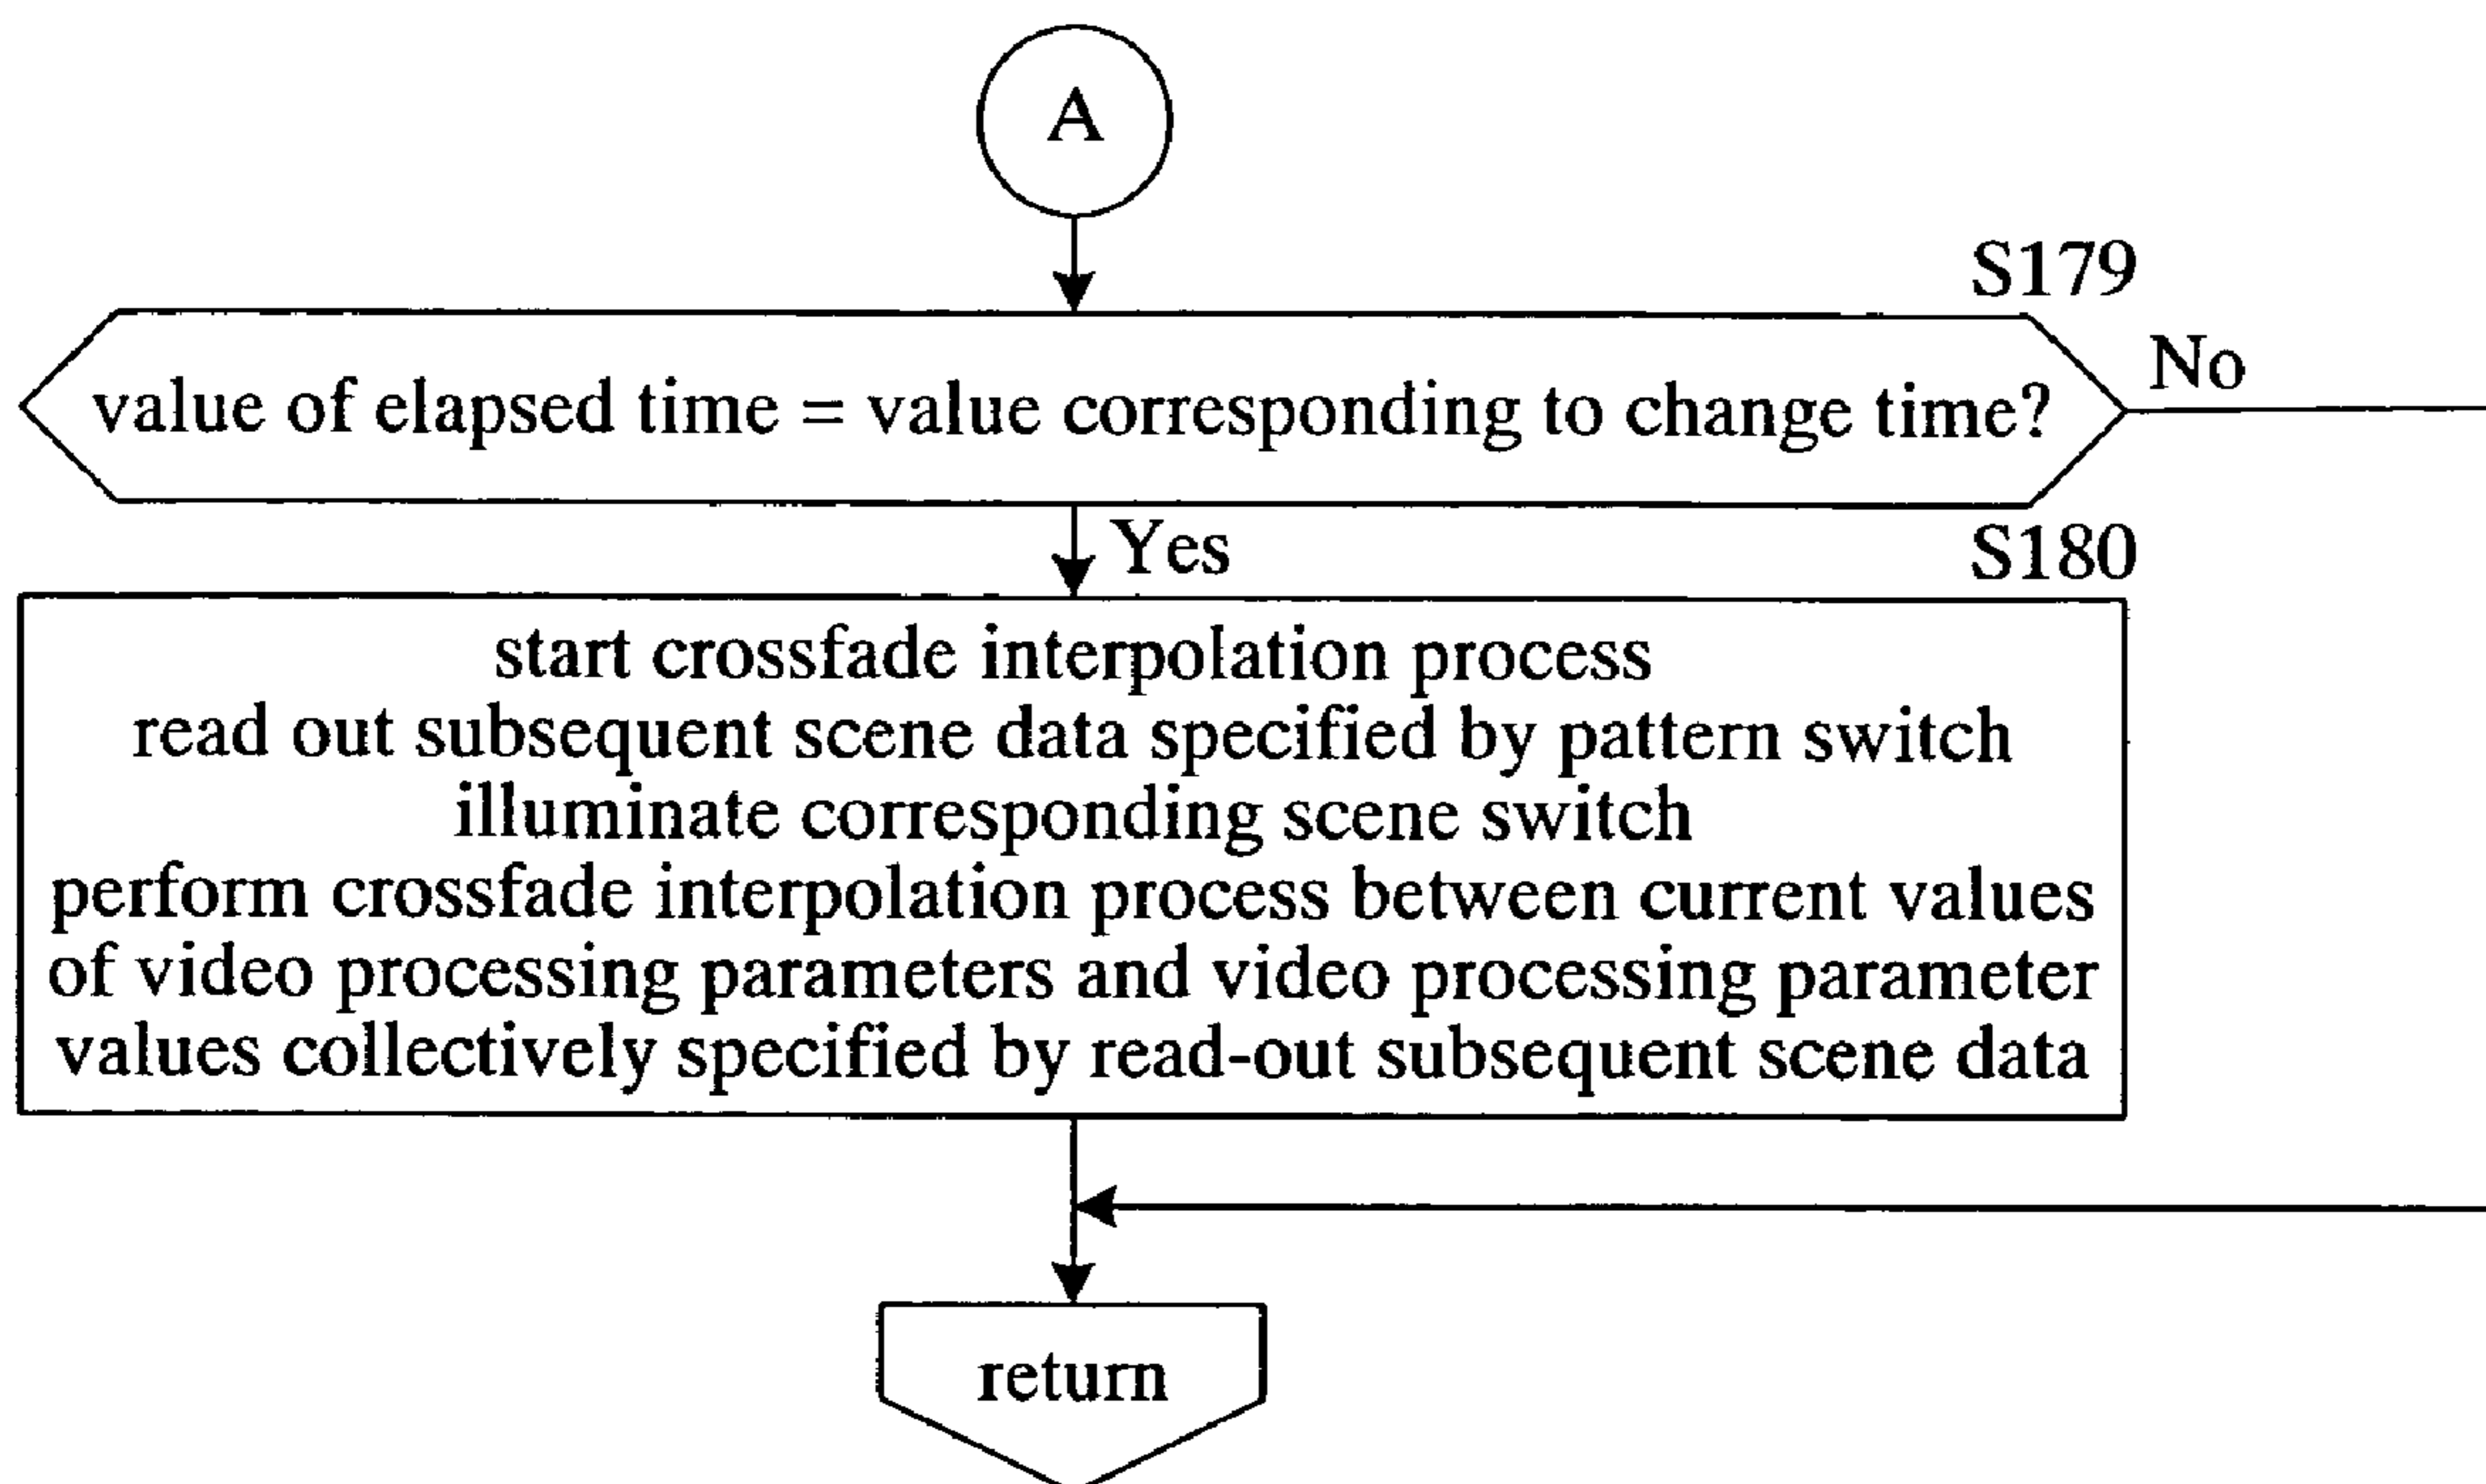 A
S179
value of elapsed time = value corresponding to change time?
No
Yes
S180
start crossfade interpolation process
read out subsequent scene data specified by pattern switch
illuminate corresponding scene switch
perform crossfade interpolation process between current values
of video processing parameters and video processing parameter
values collectively specified by read-out subsequent scene data
return